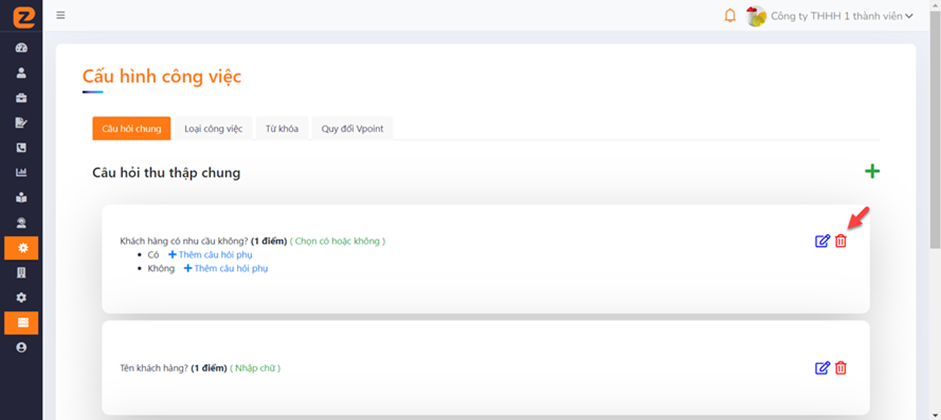 Công ty THHH 1 thành viên
Cấu hình công việc
Câu hỏi chung
Loại công việc
Từ khóa
Quy đổi Vpoint
Câu hỏi thu thập chung
Khách hàng có nhu cầu không? (1 điểm) ( Chọn có hoặc không )
Có + Thêm câu hỏi phụ
Không + Thêm câu hỏi phụ
Tên khách hàng? (1 điểm) ( Nhập chữ )